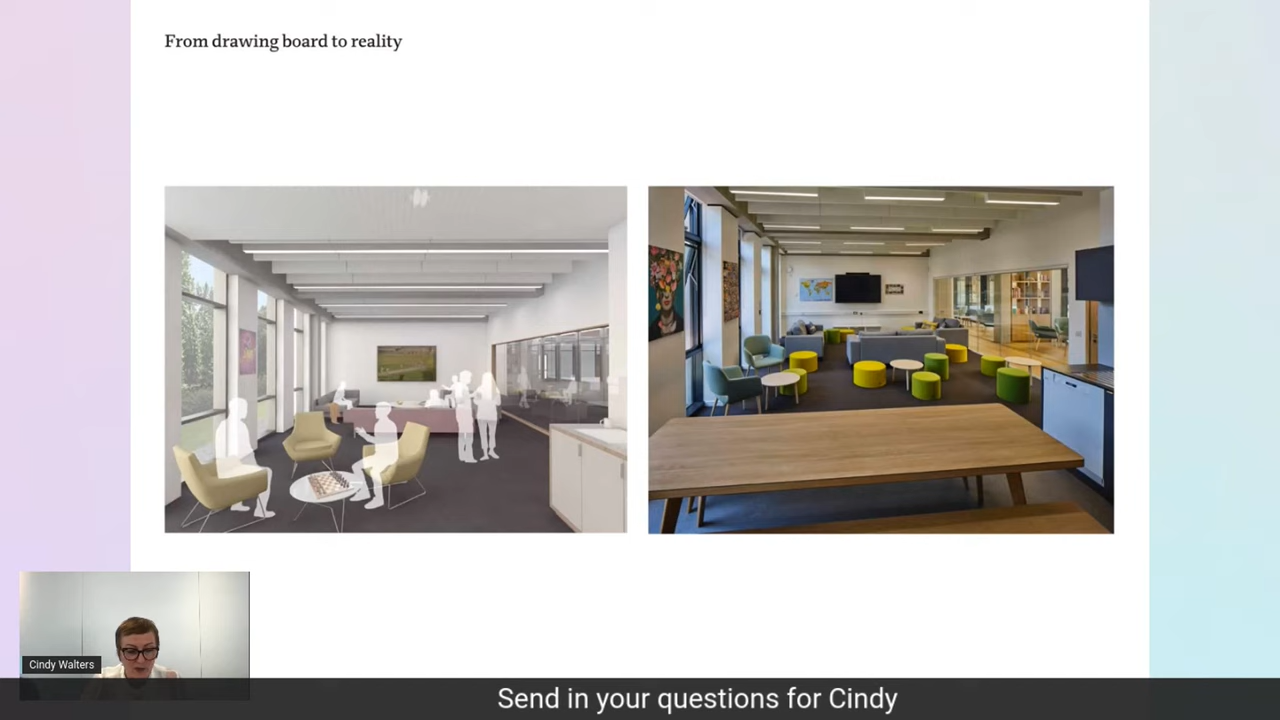 From drawing board to reality
Cindy Walters
Send in your questions for Cindy